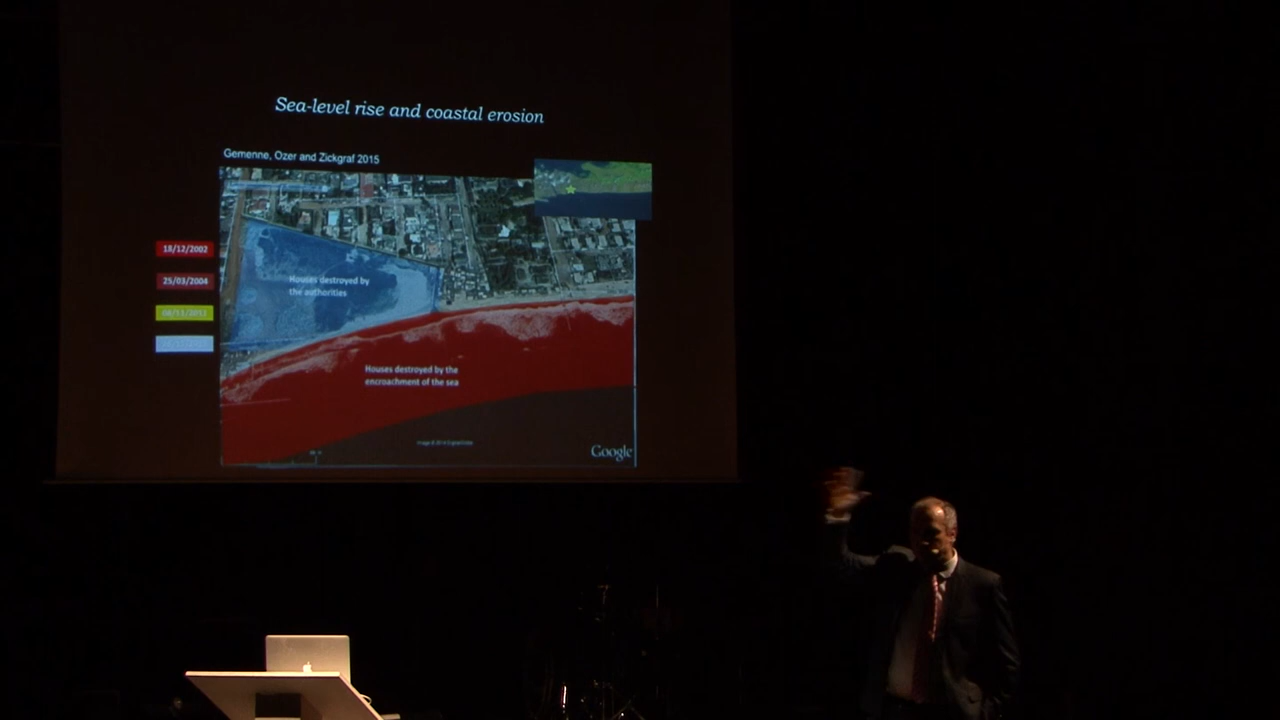 Sea-level rise and coastal erosion
Gemenne, Ozer and Zickgraf 2015
18/12/2002
25/03/2004
Houses destroyed by
the authorities
Houses destroyed by the
encroachment of the sea
Google